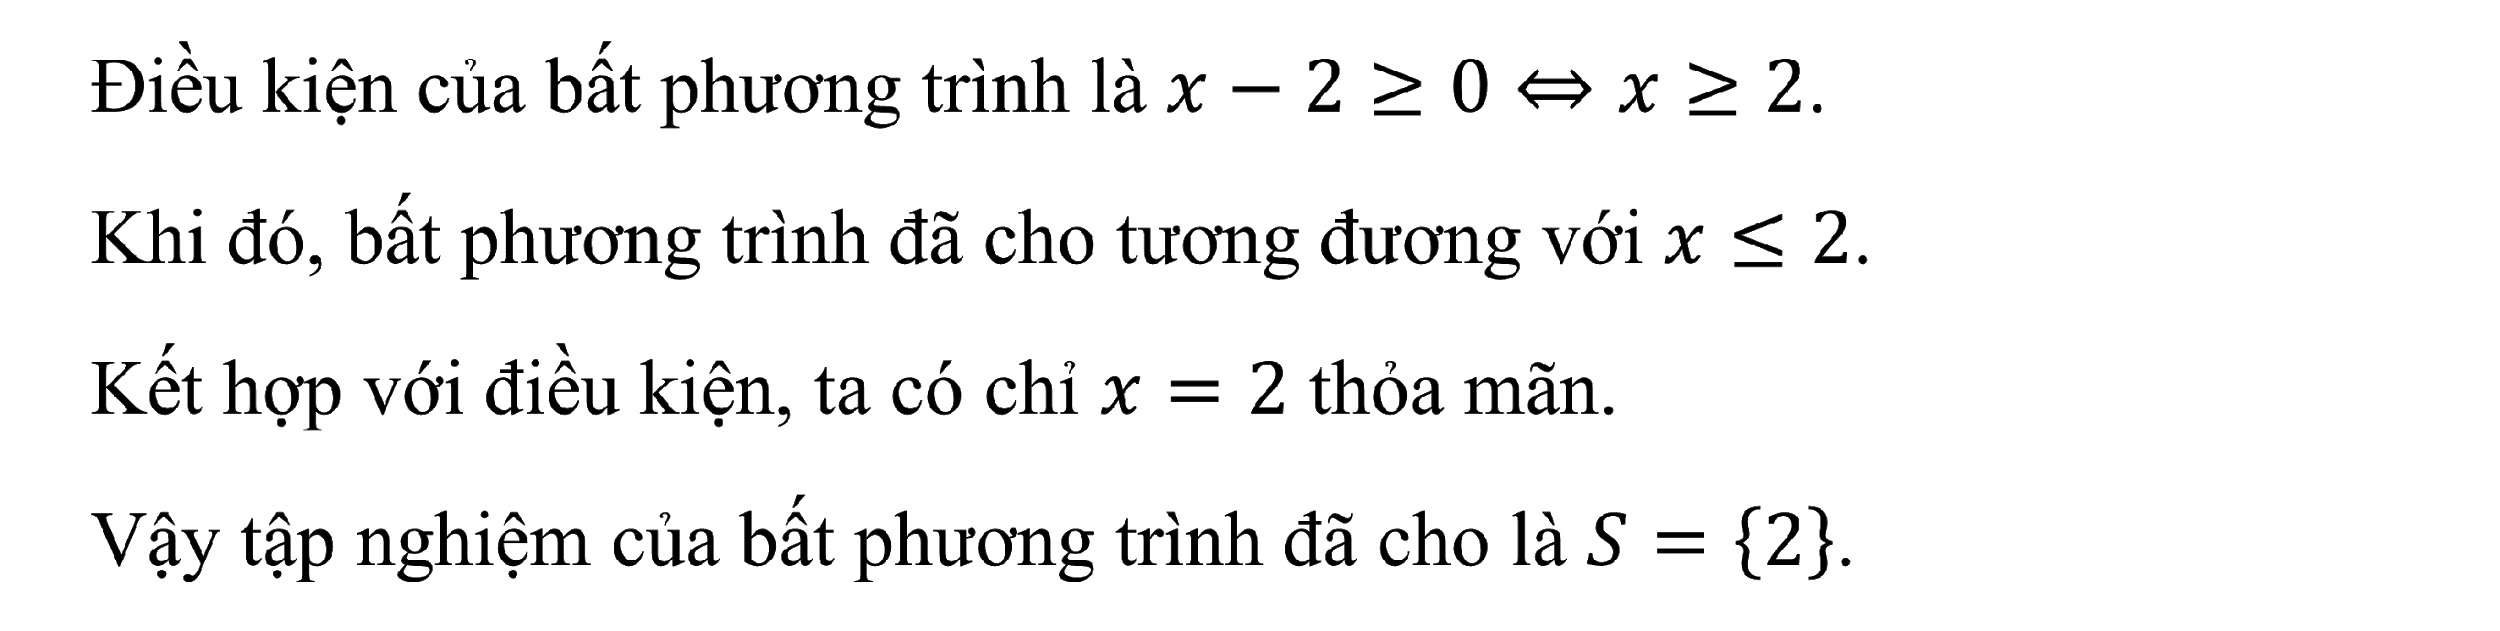 Điều kiện của bất phương trình là x − 2 ≥ 0 ⇔ x ≥ 2.
Khi đó, bất phương trình đã cho tương đương với x ≤ 2.
Kết hợp với điều kiện, ta có chỉ x = 2 thỏa mãn.
Vậy tập nghiệm của bất phương trình đã cho là S = {2}.